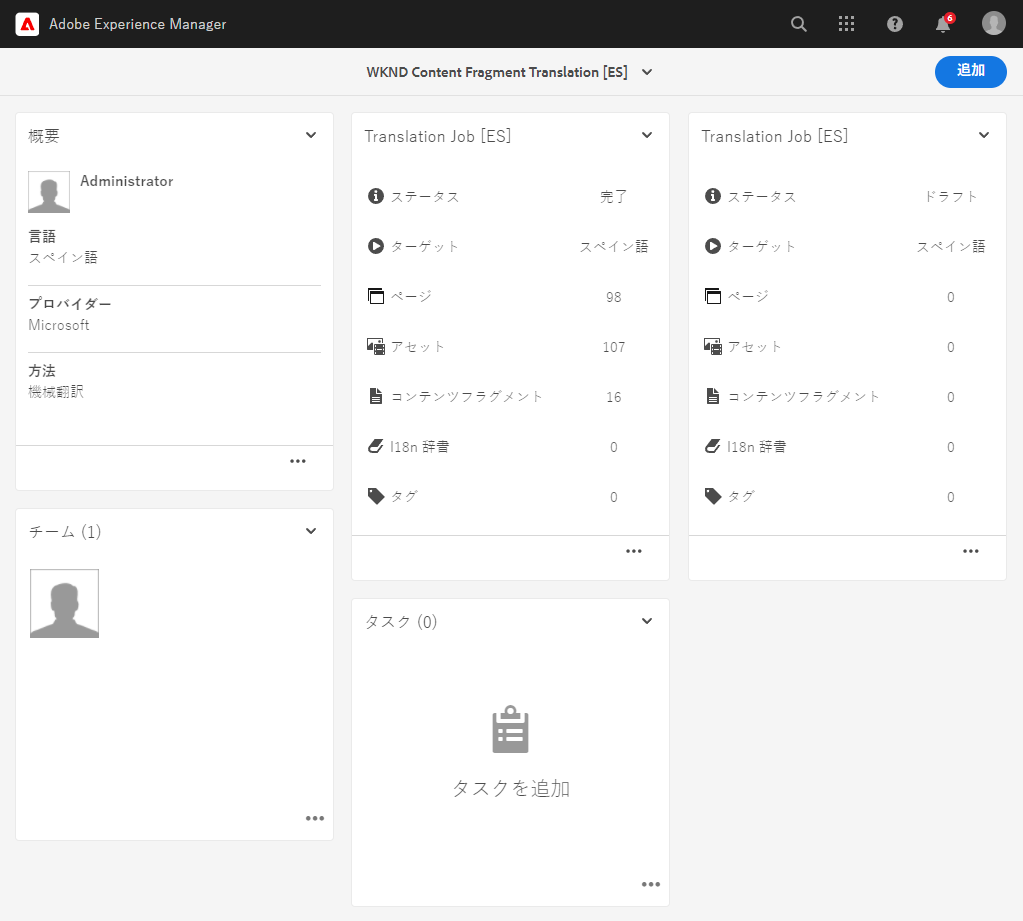 Adobe Experience Manager
6
WKND Content Fragment Translation [ES]
追加
概要
Administrator
言語
スペイン語
プロバイダー
Microsoft
方法
機械翻訳
チーム (1)
Translation Job [ES]
ステータス 完了
ターゲット スペイン語
ページ 98
アセット 107
コンテンツフラグメント 16
I18n 辞書 0
タグ 0
タスク (0)
タスクを追加
Translation Job [ES]
ステータス ドラフト
ターゲット スペイン語
ページ 0
アセット 0
コンテンツフラグメント 0
I18n 辞書 0
タグ 0